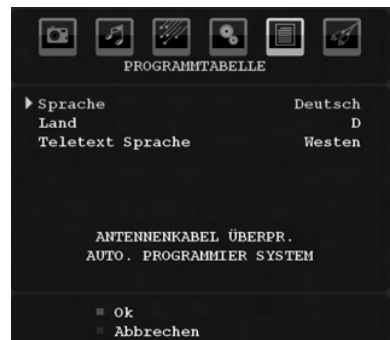 PROGRAMMTABELLE
Sprache Deutsch
Land D
Teletext Sprache Westen
ANTENNENKABEL ÜBERPR.
AUTO. PROGRAMMIER SYSTEM
Ok
Abbrechen